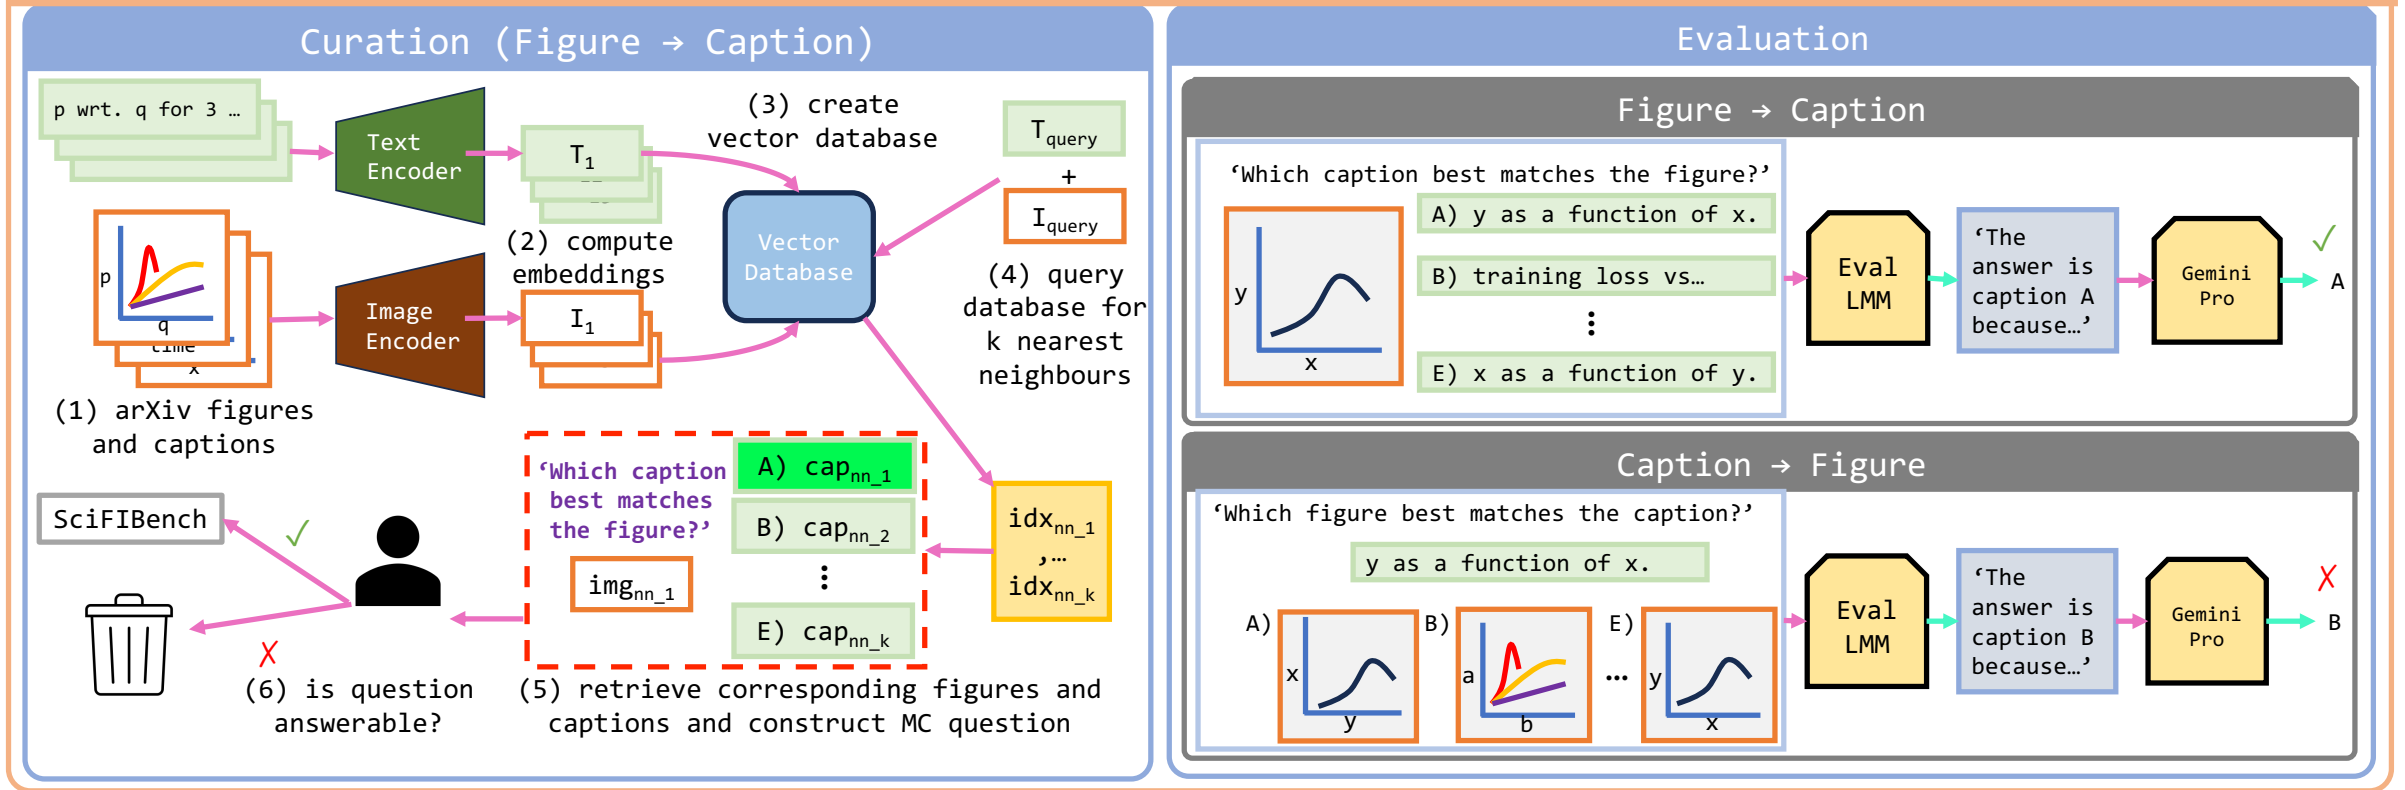 Curation (Figure → Caption)
p wrt. q for 3 …
Text
Encoder
T1
(2) compute
embeddings
p
q
time
x
Image
Encoder
I1
(1) arXiv figures
and captions
(3) create
vector database
Vector
Database
Tquery
+
Iquery
(4) query
database for
k nearest
neighbours
idxnn_1
,…
idxnn_k
‘Which caption
best matches
the figure?’
imgnn_1
A) capnn_1
B) capnn_2
⋮
E) capnn_k
(5) retrieve corresponding figures and
captions and construct MC question
SciFIBench
✓
✗
(6) is question
answerable?
Evaluation
Figure → Caption
‘Which caption best matches the figure?’
y
x
A) y as a function of x.
B) training loss vs…
⋮
E) x as a function of y.
Eval
LMM
‘The
answer is
caption A
because…’
Gemini
Pro
✓
A
Caption → Figure
‘Which figure best matches the caption?’
y as a function of x.
A)
x
y
B)
a
b
…
E)
y
x
Eval
LMM
‘The
answer is
caption B
because…’
Gemini
Pro
✗
B